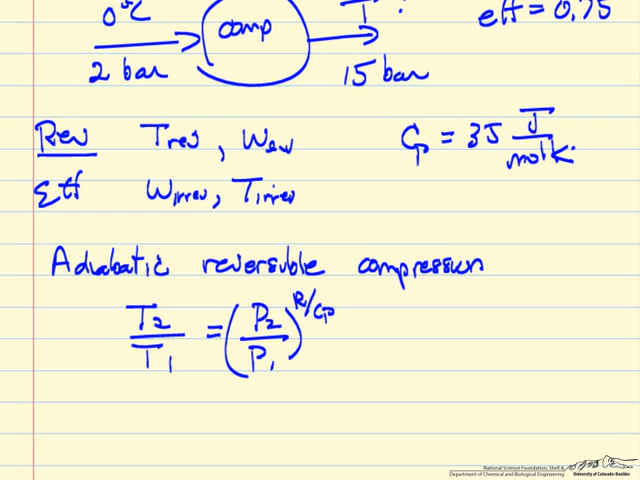 0°C T ? eff = 0.75
comp
2 bar 15 bar
Rev Trev, Wrev Cp = 35 J/molK
Eff Wirrev, Tirrev
Adiabatic reversible compression
T2/T1 = (P2/P1)^R/Cp
National Science Foundation, Shell &
Department of Chemical and Biological Engineering University of Colorado Boulder